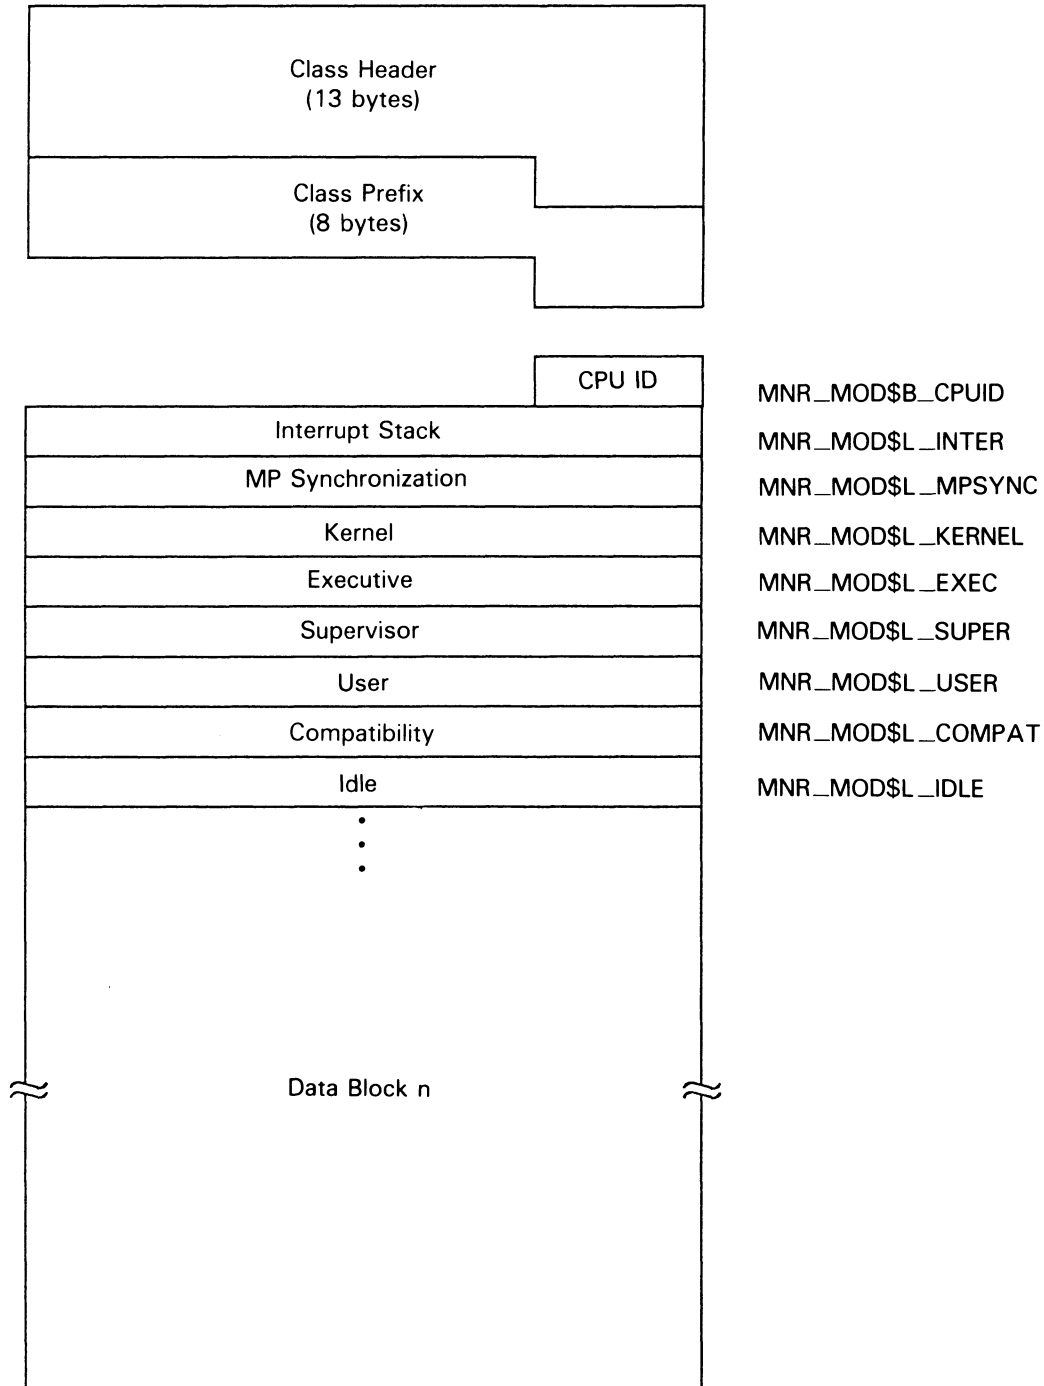 Class Header
(13 bytes)
Class Prefix
(8 bytes)
CPU ID
MNR_MOD$B_CPUID
Interrupt Stack
MNR_MOD$L_INTER
MP Synchronization
MNR_MOD$L_MPSYNC
Kernel
MNR_MOD$L_KERNEL
Executive
MNR_MOD$L_EXEC
Supervisor
MNR_MOD$L_SUPER
User
MNR_MOD$L_USER
Compatibility
MNR_MOD$L_COMPAT
Idle
MNR_MOD$L_IDLE
Data Block n